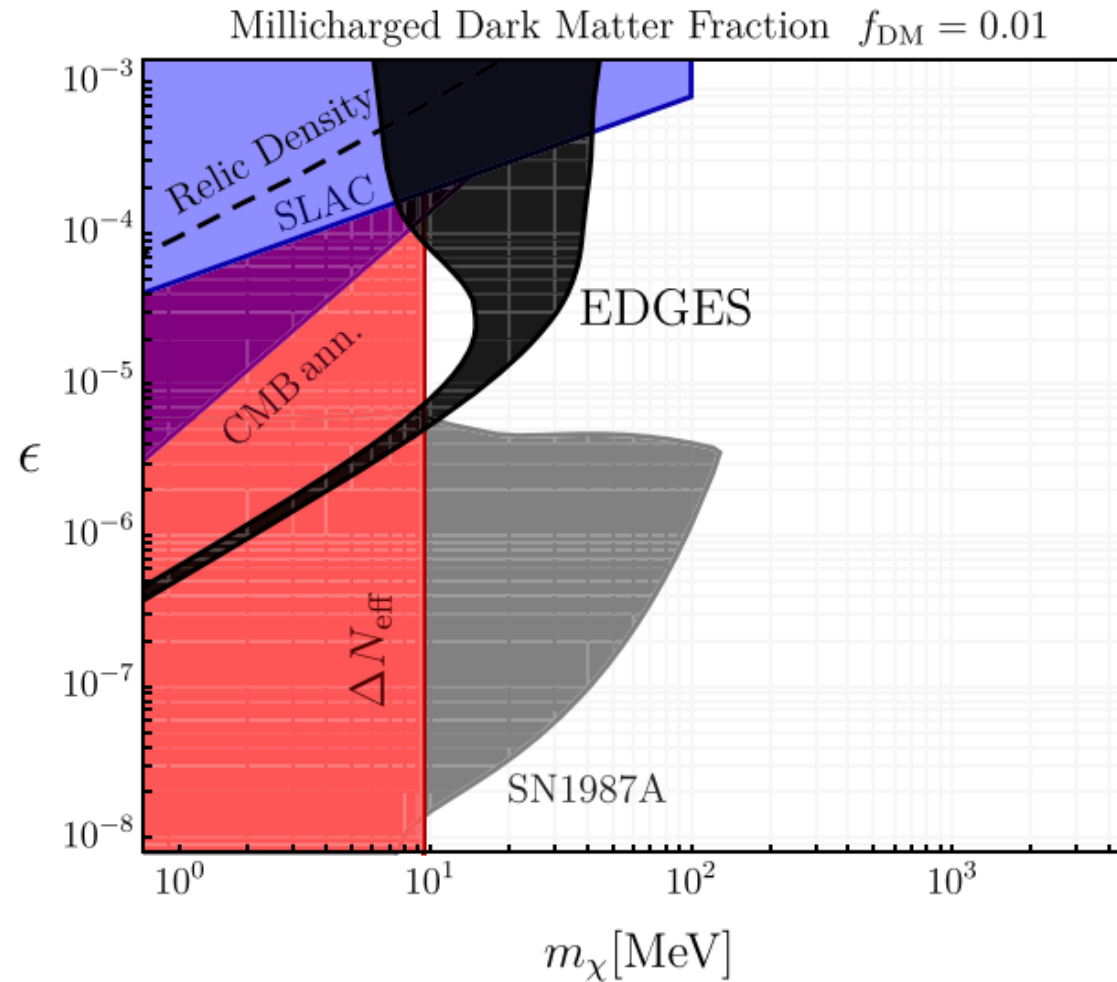 Millicharged Dark Matter Fraction f_DM = 0.01
10^-3
Relic Density
SLAC
10^-4
EDGES
10^-5
CMB ann.
ϵ
10^-6
ΔN_eff
10^-7
SN1987A
10^-8
10^0 10^1 10^2 10^3
m_χ[MeV]